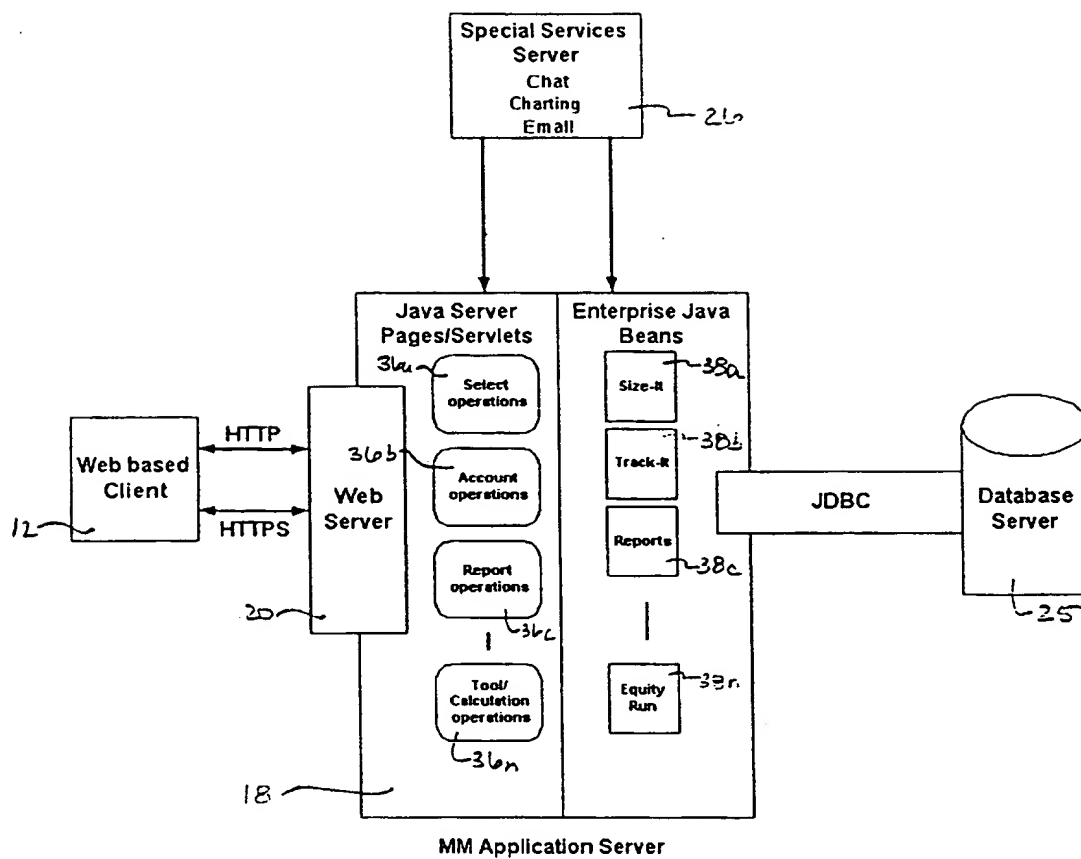 Special Services
Server
Chat
Charting
Email
26
Java Server
Pages/Servlets
Enterprise Java
Beans
36a
Select
operations
38a
Size-It
HTTP
Web based
Client
HTTPS
12
Web
Server
20
36b
Account
operations
38b
Track-It
JDBC
Database
Server
25
Report
operations
36c
Reports
38c
Tool/
Calculation
operations
36n
Equity
Run
38n
18
MM Application Server